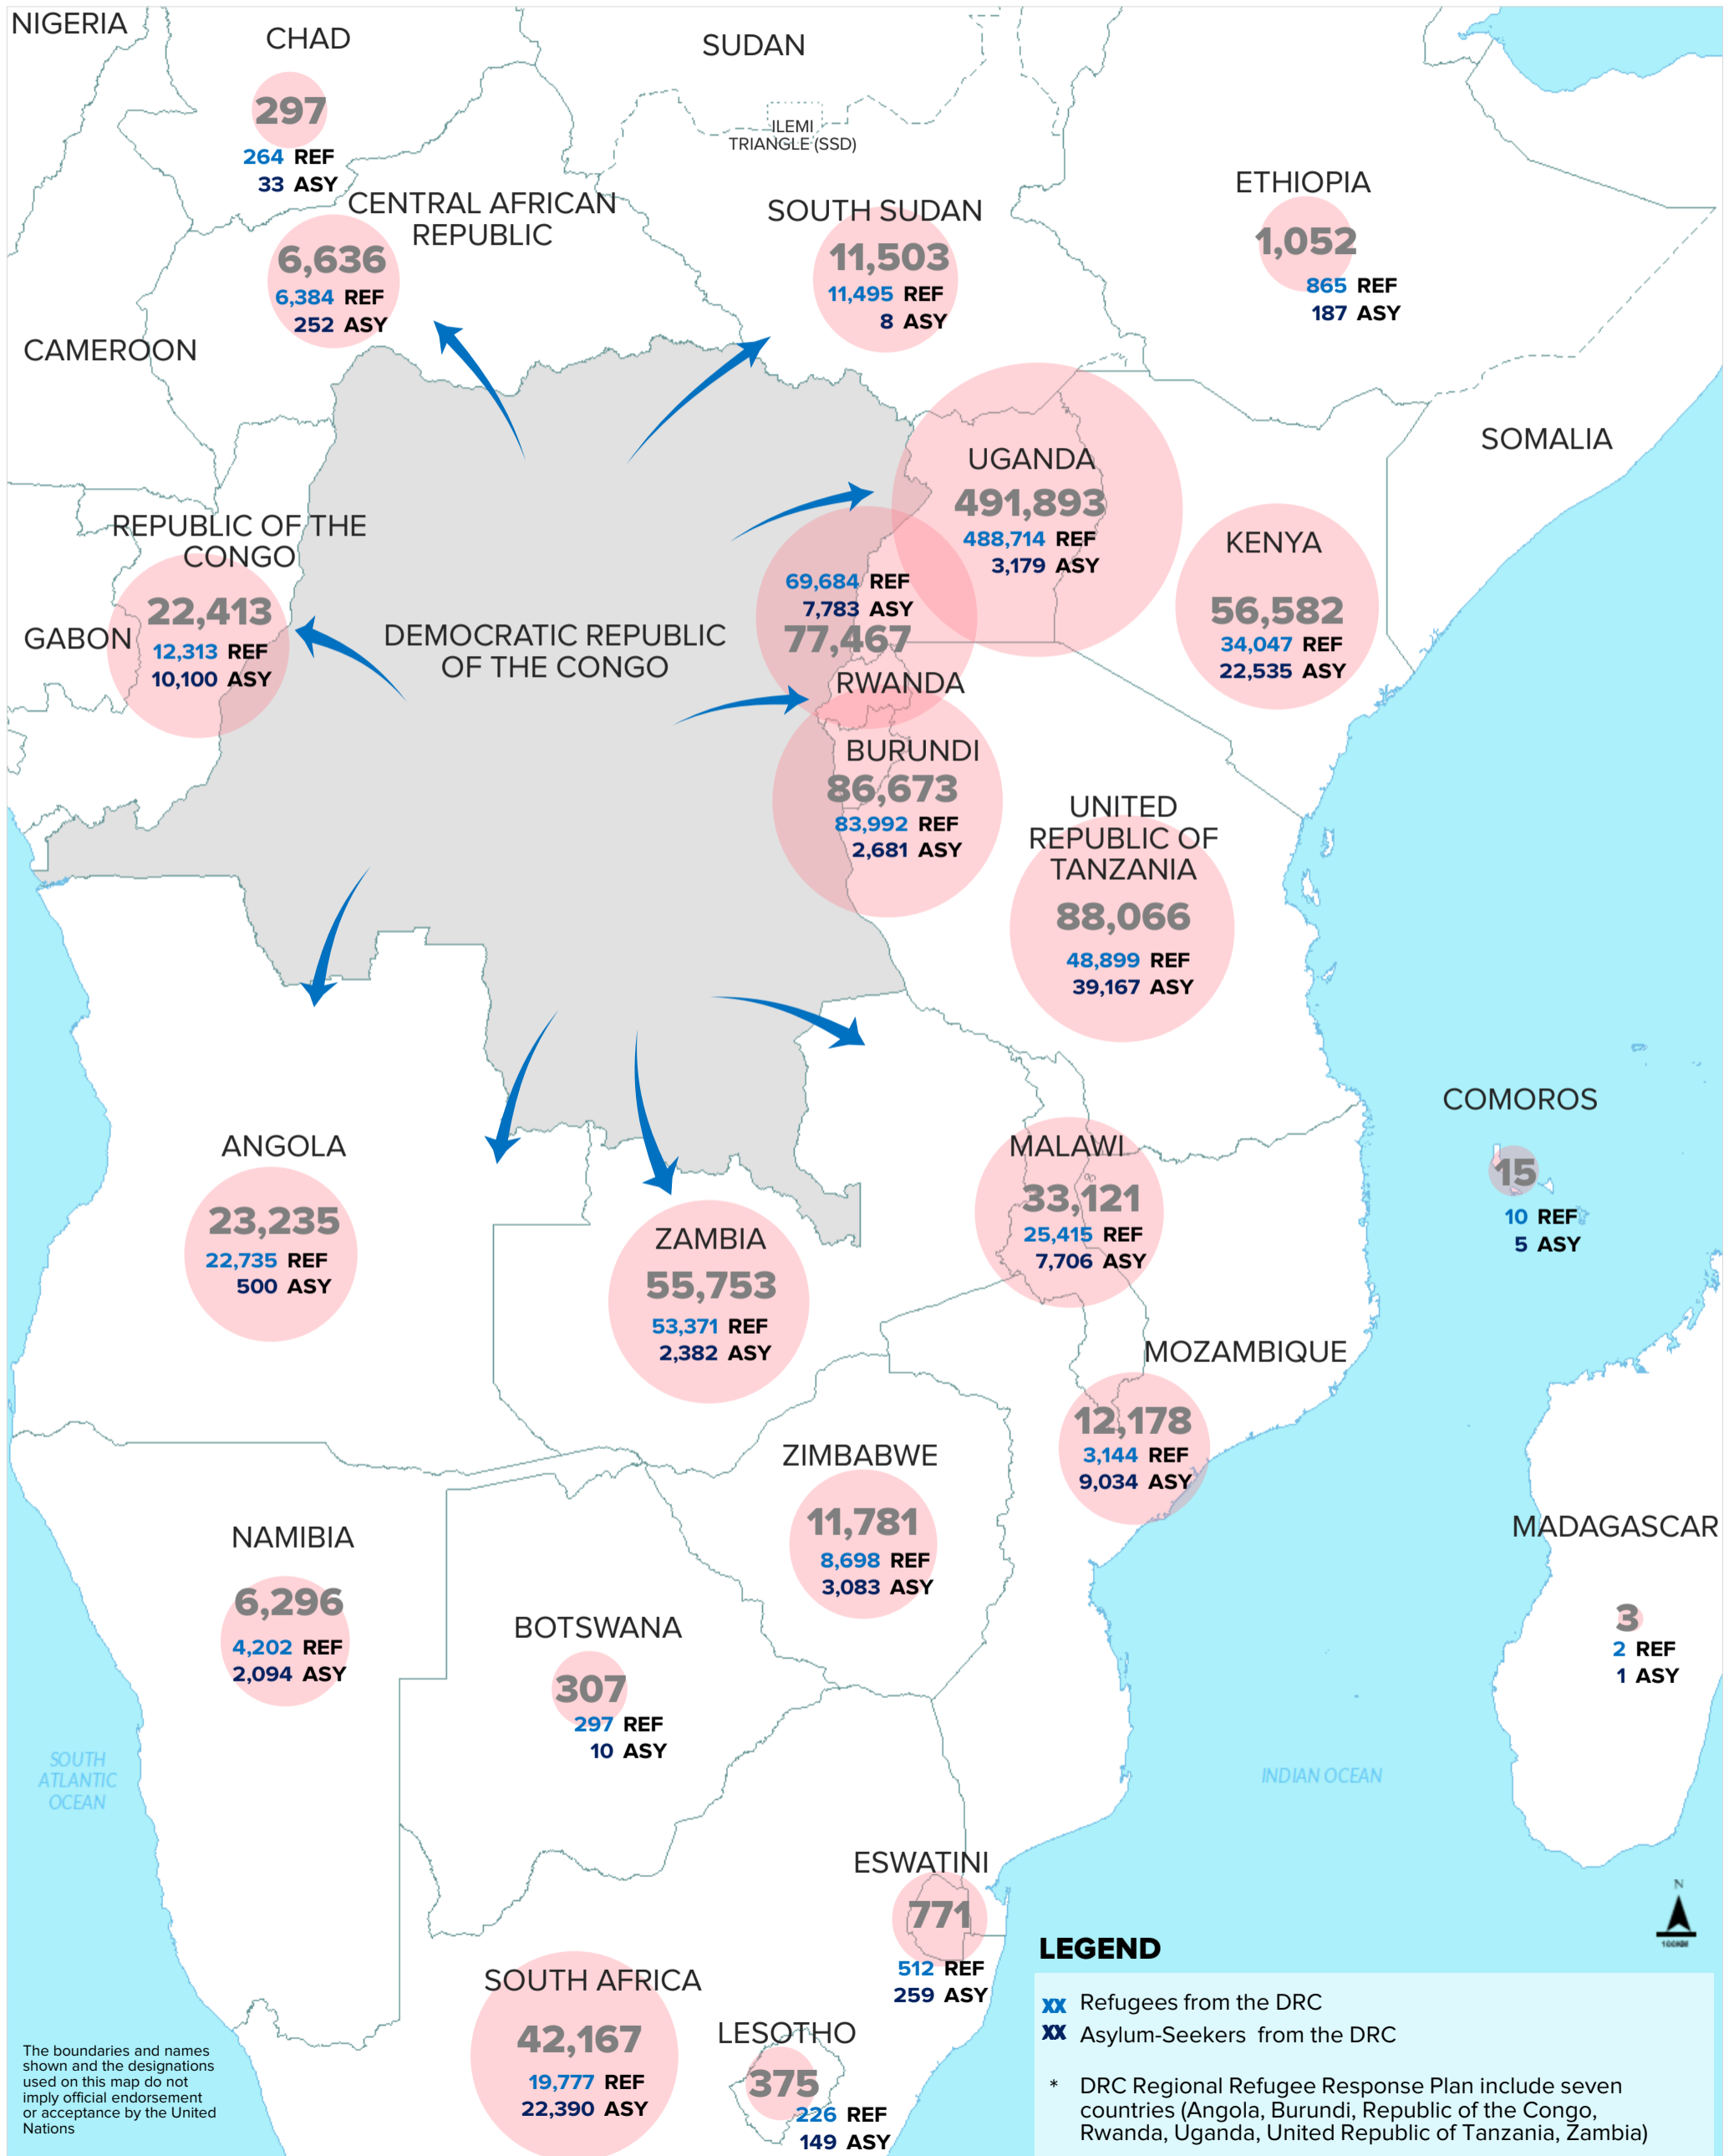 NIGERIA
CHAD
297
264 REF
33 ASY
SUDAN
ILEMI
TRIANGLE (SSD)
CENTRAL AFRICAN
REPUBLIC
6,636
6,384 REF
252 ASY
SOUTH SUDAN
11,503
11,495 REF
8 ASY
ETHIOPIA
1,052
865 REF
187 ASY
CAMEROON
SOMALIA
UGANDA
491,893
488,714 REF
3,179 ASY
KENYA
56,582
34,047 REF
22,535 ASY
REPUBLIC OF THE
CONGO
22,413
12,313 REF
10,100 ASY
GABON
DEMOCRATIC REPUBLIC
OF THE CONGO
69,684 REF
7,783 ASY
77,467
RWANDA
BURUNDI
86,673
83,992 REF
2,681 ASY
UNITED
REPUBLIC OF
TANZANIA
88,066
48,899 REF
39,167 ASY
COMOROS
15
10 REF
5 ASY
ANGOLA
23,235
22,735 REF
500 ASY
ZAMBIA
55,753
53,371 REF
2,382 ASY
MALAWI
33,121
25,415 REF
7,706 ASY
MOZAMBIQUE
12,178
3,144 REF
9,034 ASY
ZIMBABWE
11,781
8,698 REF
3,083 ASY
MADAGASCAR
3
2 REF
1 ASY
NAMIBIA
6,296
4,202 REF
2,094 ASY
BOTSWANA
307
297 REF
10 ASY
SOUTH
ATLANTIC
OCEAN
INDIAN OCEAN
ESWATINI
771
512 REF
259 ASY
SOUTH AFRICA
42,167
19,777 REF
22,390 ASY
LESOTHO
375
226 REF
149 ASY
The boundaries and names
shown and the designations
used on this map do not
imply official endorsement
or acceptance by the United
Nations
N
LEGEND
xx Refugees from the DRC
xx Asylum-Seekers from the DRC
* DRC Regional Refugee Response Plan include seven
countries (Angola, Burundi, Republic of the Congo,
Rwanda, Uganda, United Republic of Tanzania, Zambia)